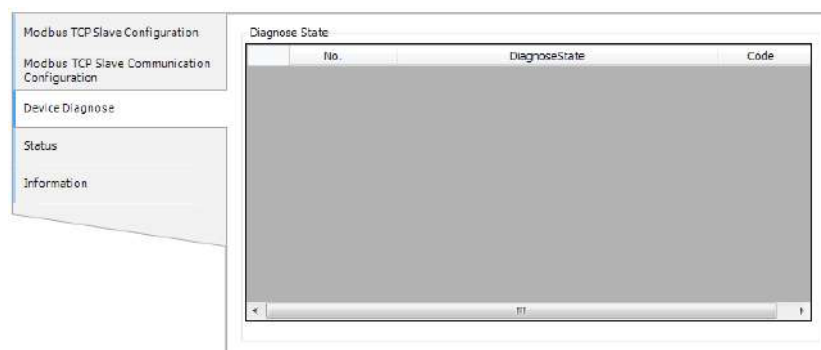 Modbus TCP Slave Configuration
Modbus TCP Slave Communication
Configuration
Device Diagnose
Status
Information
Diagnose State
No. DiagnoseState Code